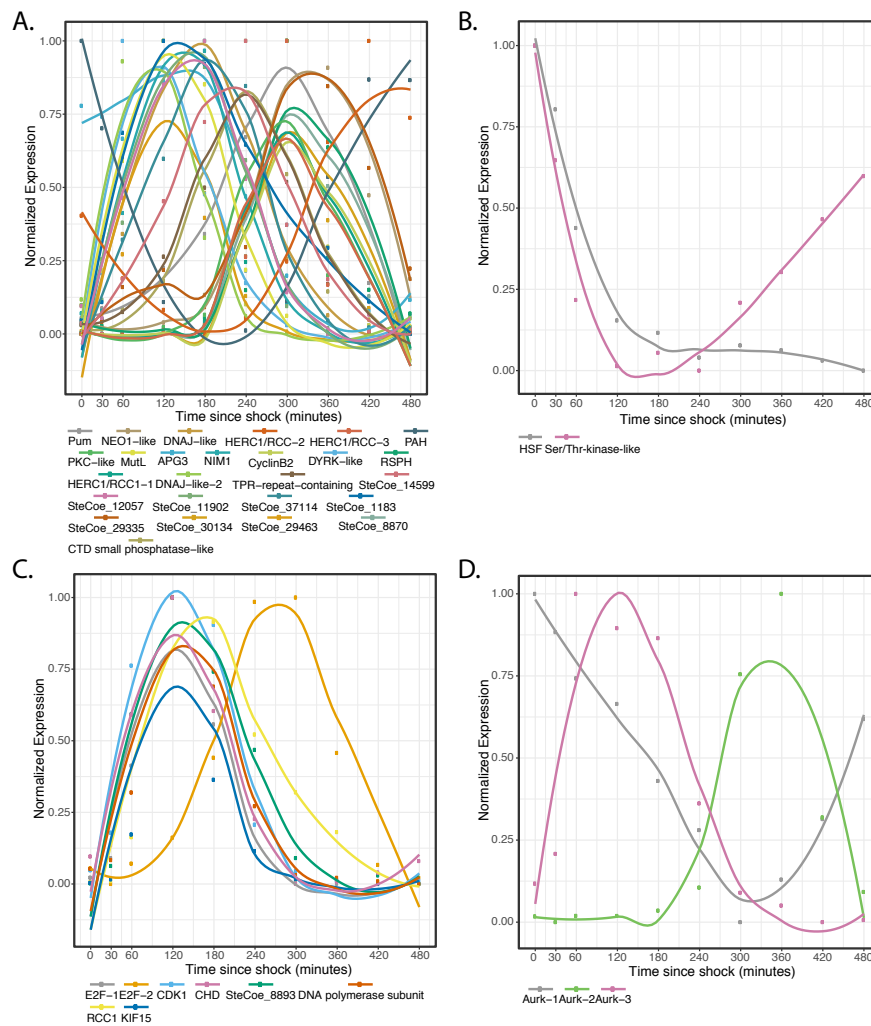 A.
1.00
0.75
0.50
0.25
0.00
Normalized Expression
0 30 60 120 180 240 300 360 420 480
Time since shock (minutes)
Pum NEO1-like DNAJ-like HERC1/RCC-2 HERC1/RCC-3 PAH
PKC-like MutL APG3 NIM1 CyclinB2 DYRK-like RSPH
HERC1/RCC1-1 DNAJ-like-2 TPR-repeat-containing SteCoe_14599
SteCoe_12057 SteCoe_11902 SteCoe_37114 SteCoe_1183
SteCoe_29335 SteCoe_30134 SteCoe_29463 SteCoe_8870
CTD small phosphatase-like
B.
1.00
0.75
0.50
0.25
0.00
Normalized Expression
0 30 60 120 180 240 300 360 420 480
Time since shock (minutes)
HSF Ser/Thr-kinase-like
C.
1.00
0.75
0.50
0.25
0.00
Normalized Expression
0 30 60 120 180 240 300 360 420 480
Time since shock (minutes)
E2F-1 E2F-2 CDK1 CHD SteCoe_8893 DNA polymerase subunit
RCC1 KIF15
D.
1.00
0.75
0.50
0.25
0.00
Normalized Expression
0 30 60 120 180 240 300 360 420 480
Time since shock (minutes)
Aurk-1 Aurk-2 Aurk-3